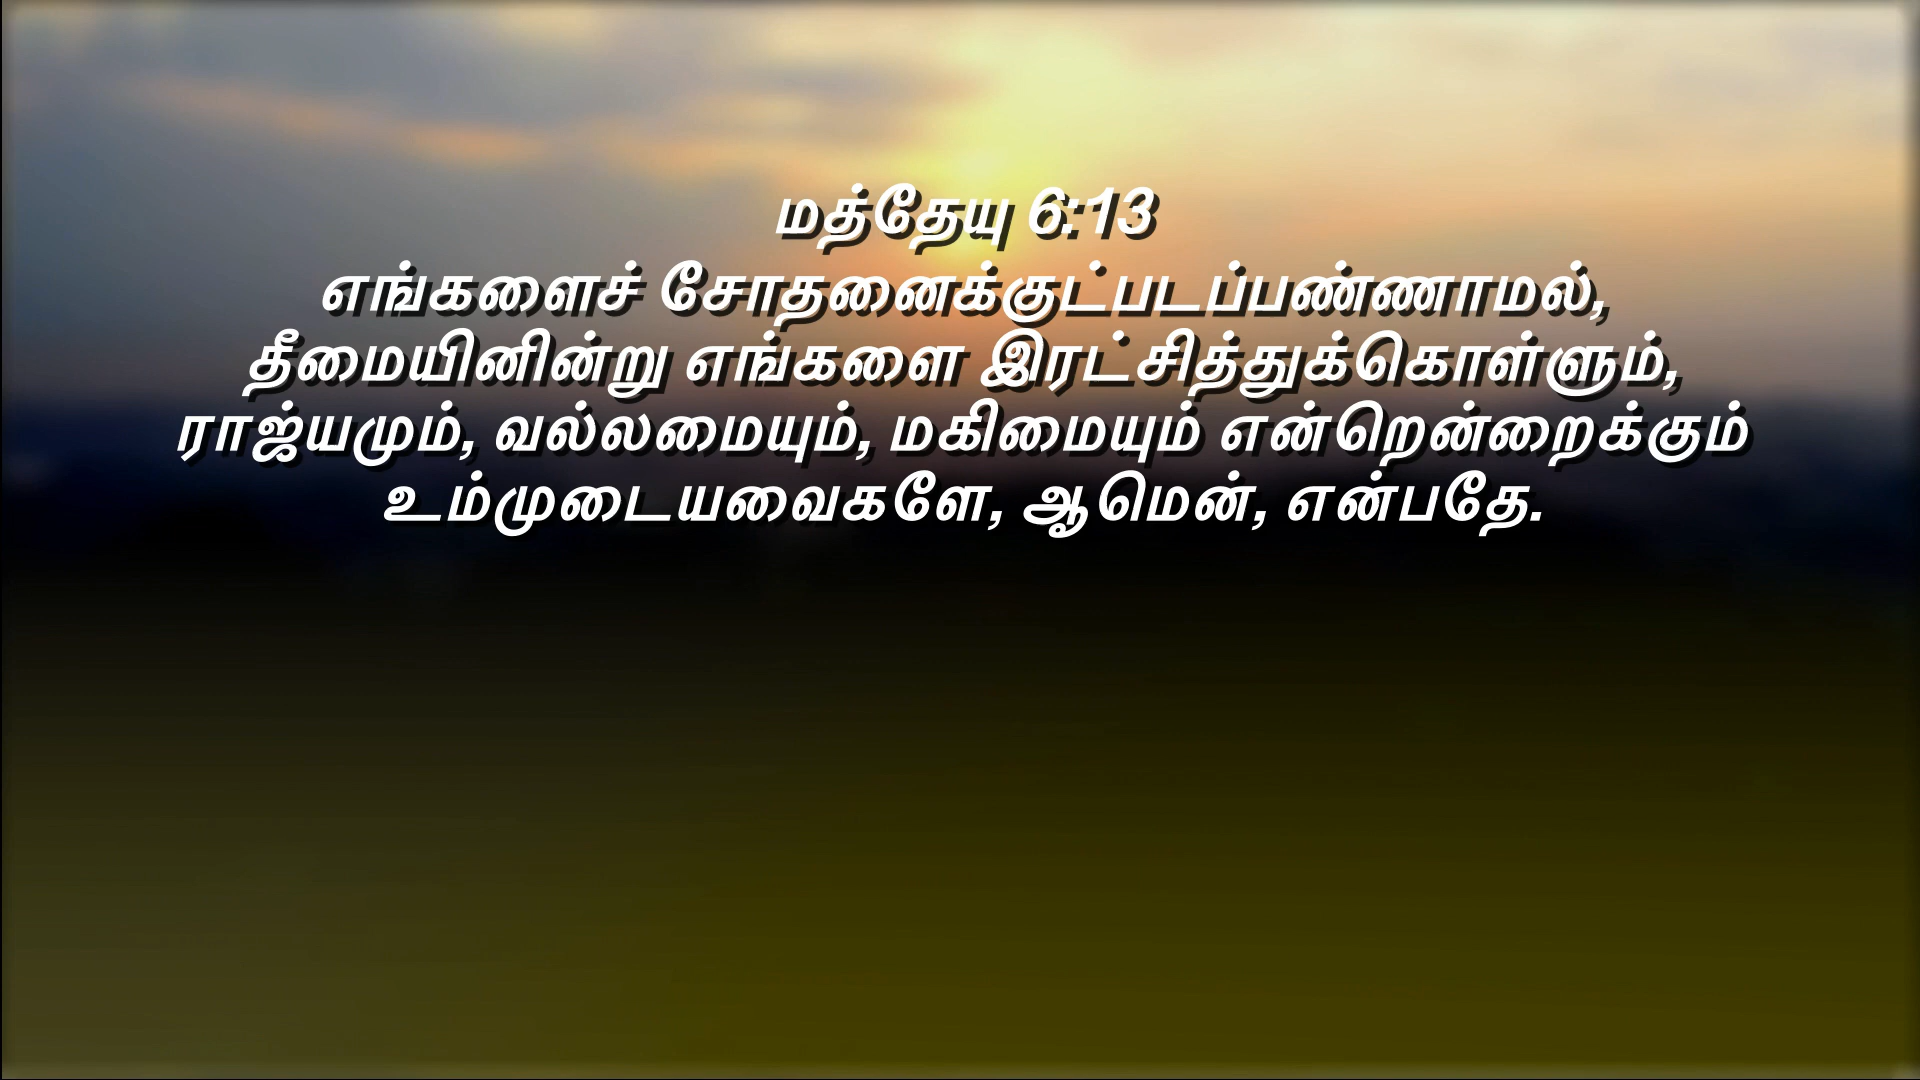 மத்தேயு 6:13
எங்களைச் சோதனைக்குட்படப்பண்ணாமல்,
தீமையினின்று எங்களை இரட்சித்துக்கொள்ளும்,
ராஜ்யமும், வல்லமையும், மகிமையும் என்றென்றைக்கும்
உம்முடையவைகளே, ஆமென், என்பதே.